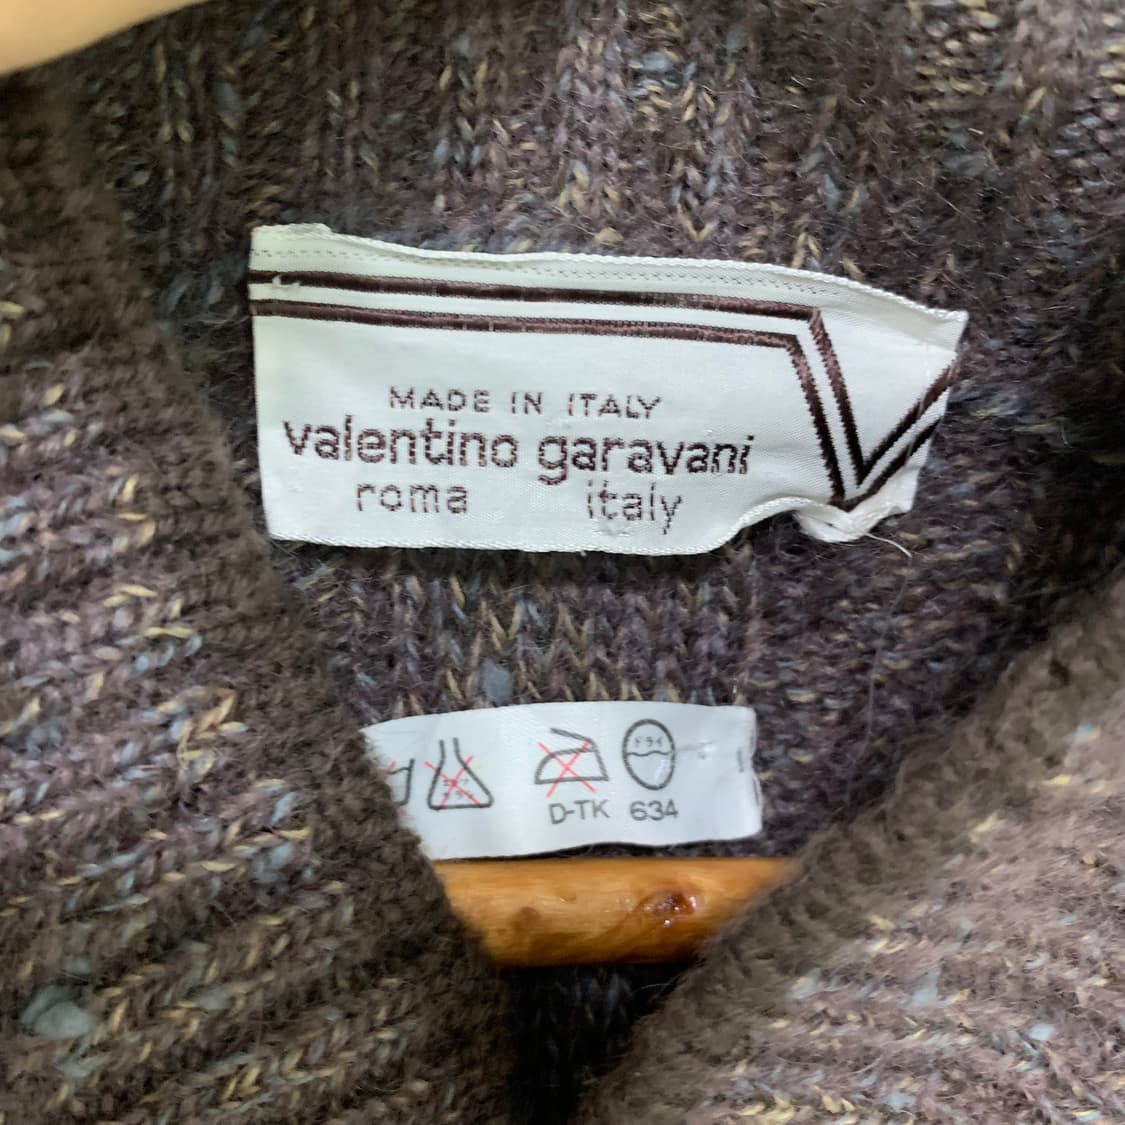 MADE IN ITALY
valentino garavani
roma italy
D-TK 634